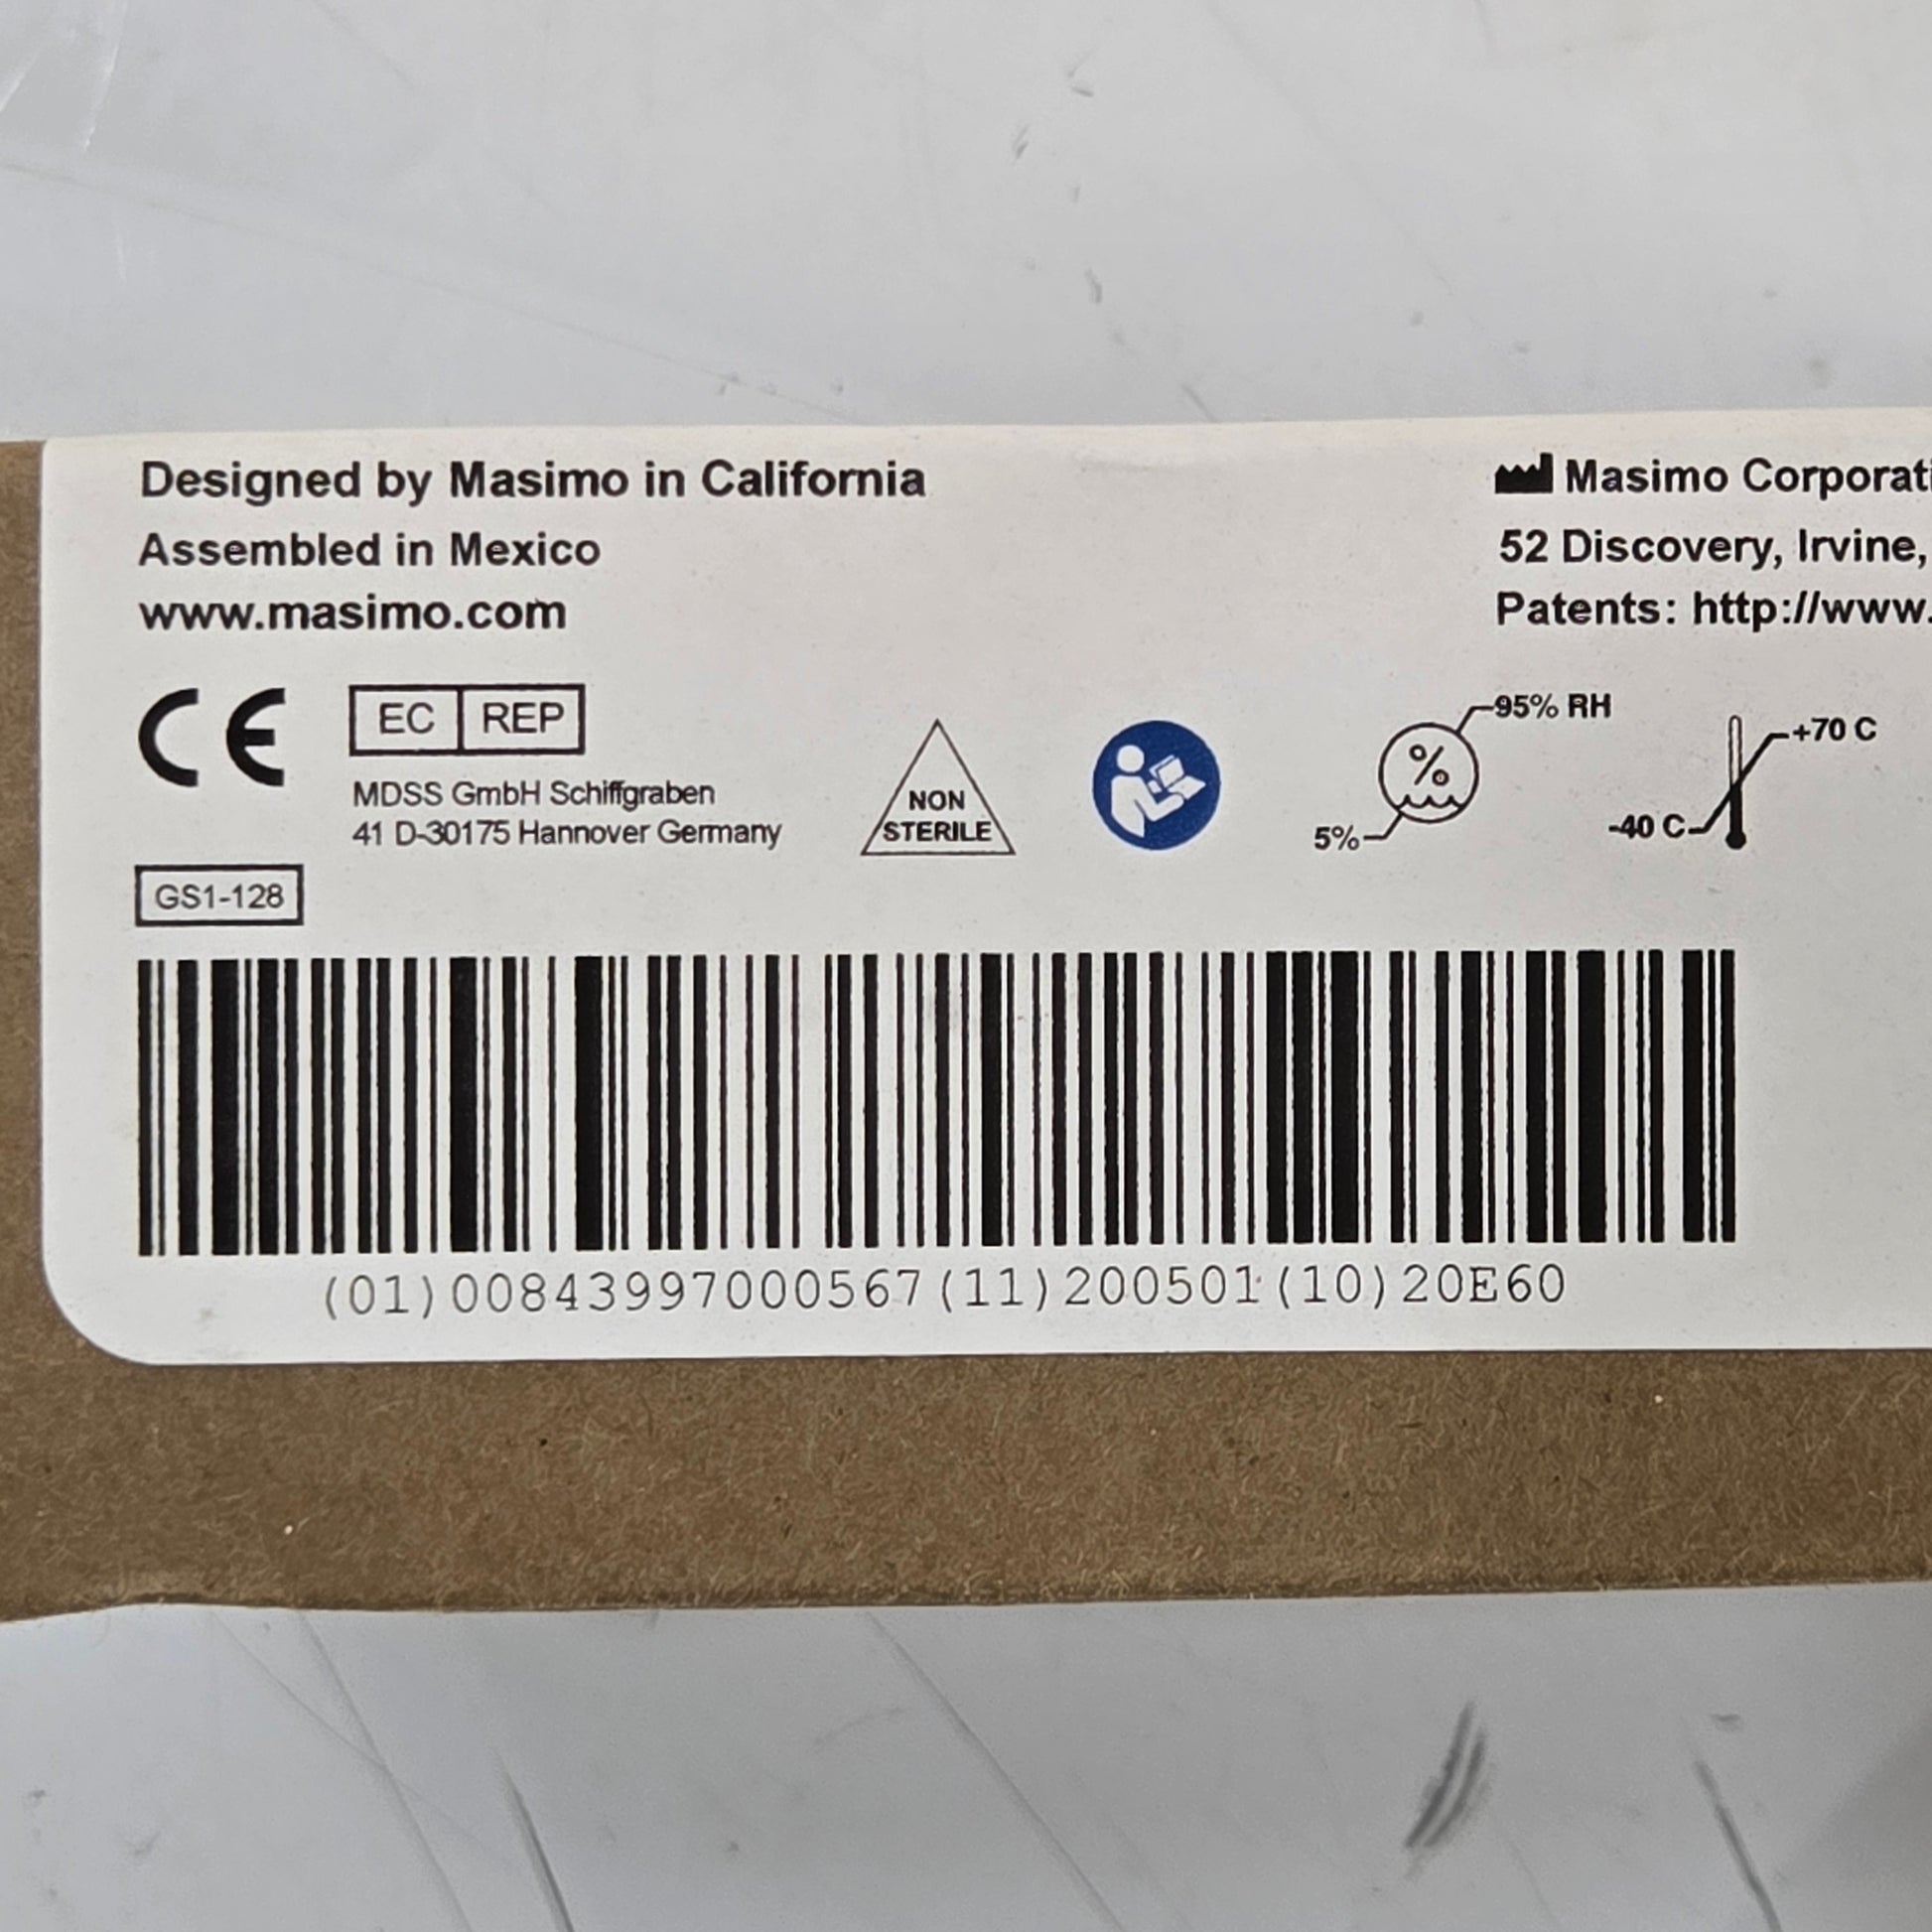 Designed by Masimo in California
Assembled in Mexico
www.masimo.com
Masimo
52 Discovery, Irvine,
Patents: http://www.
CE
EC REP
MDSS GmbH Schiffgraben
41 D-30175 Hannover Germany
NON
STERILE
%
95% RH
5%
+70 C
-40 C
GS1-128
(01)00843997000567(11)200501(10)20E60